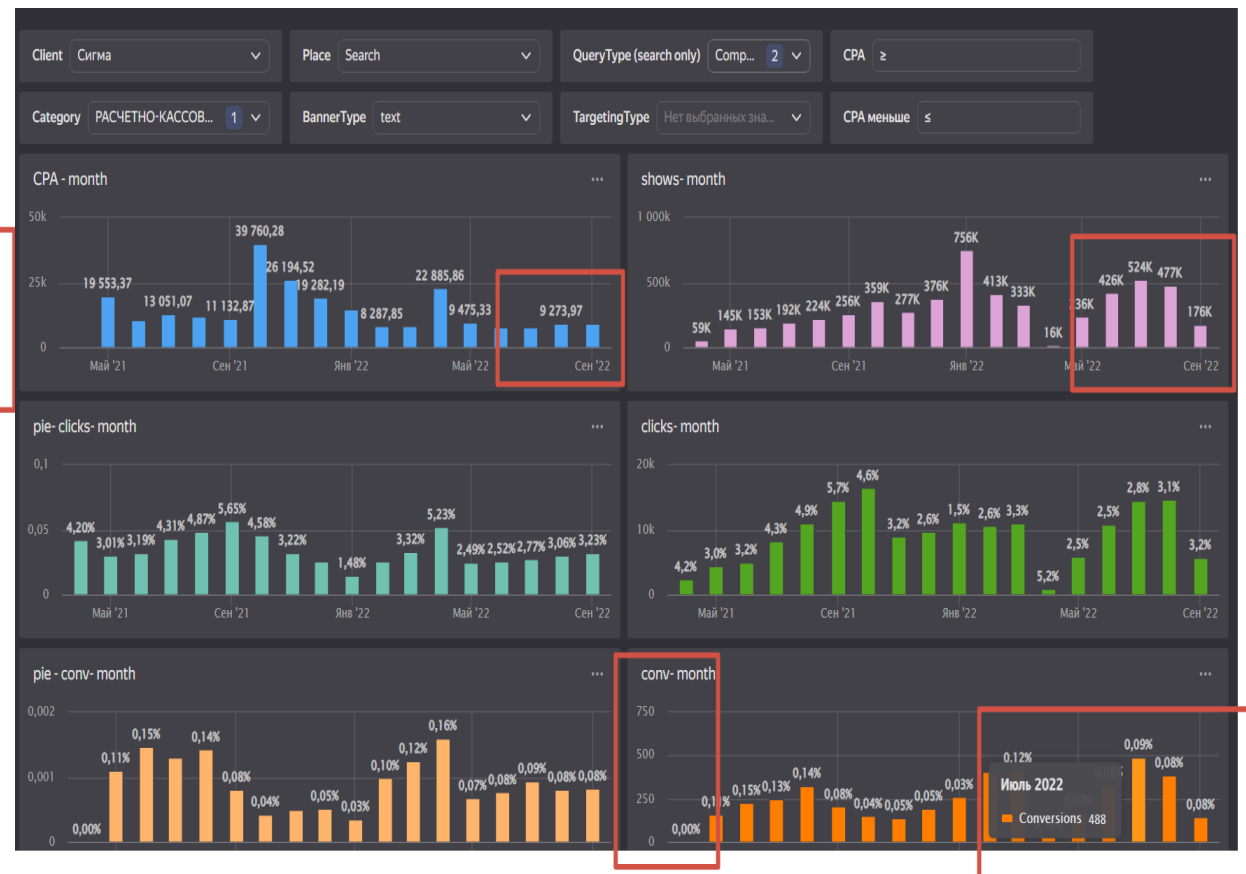 Client Сигма
Place Search
QueryType (search only) Comp... 2
CPA ≥
Category РАСЧЕТНО-КАССОВ... 1
BannerType text
TargetingType Нет выбранных зна...
CPA меньше ≤
CPA - month
50k
25k
0
19 553,37
13 051,07
11 132,87
39 760,28
26 194,52
19 282,19
8 287,85
22 885,86
9 475,33
9 273,97
Май '21
Сен '21
Янв '22
Май '22
Сен '22
shows- month
1 000k
500k
0
59K
145K
153K
192K
224K
256K
359K
277K
376K
756K
413K
333K
16K
236K
426K
524K
477K
176K
Май '21
Сен '21
Янв '22
Май '22
Сен '22
pie- clicks- month
0,1
0,05
0
4,20%
3,01%
3,19%
4,31%
4,87%
5,65%
4,58%
3,22%
1,48%
3,32%
5,23%
2,49%
2,52%
2,77%
3,06%
3,23%
Май '21
Сен '21
Янв '22
Май '22
Сен '22
clicks- month
20k
10k
0
4,2%
3,0%
3,2%
4,3%
4,9%
5,7%
4,6%
3,2%
2,6%
1,5%
2,6%
3,3%
5,2%
2,5%
2,5%
2,8%
3,1%
3,2%
Май '21
Сен '21
Янв '22
Май '22
Сен '22
pie - conv- month
0,002
0,001
0
0,00%
0,11%
0,15%
0,14%
0,08%
0,04%
0,05%
0,03%
0,10%
0,12%
0,16%
0,07%
0,08%
0,09%
0,08%
0,08%
conv- month
750
500
250
0
0,00%
0,11%
0,15%
0,13%
0,14%
0,08%
0,04%
0,05%
0,05%
0,03%
0,12%
0,09%
0,08%
0,08%
Июль 2022
Conversions 488